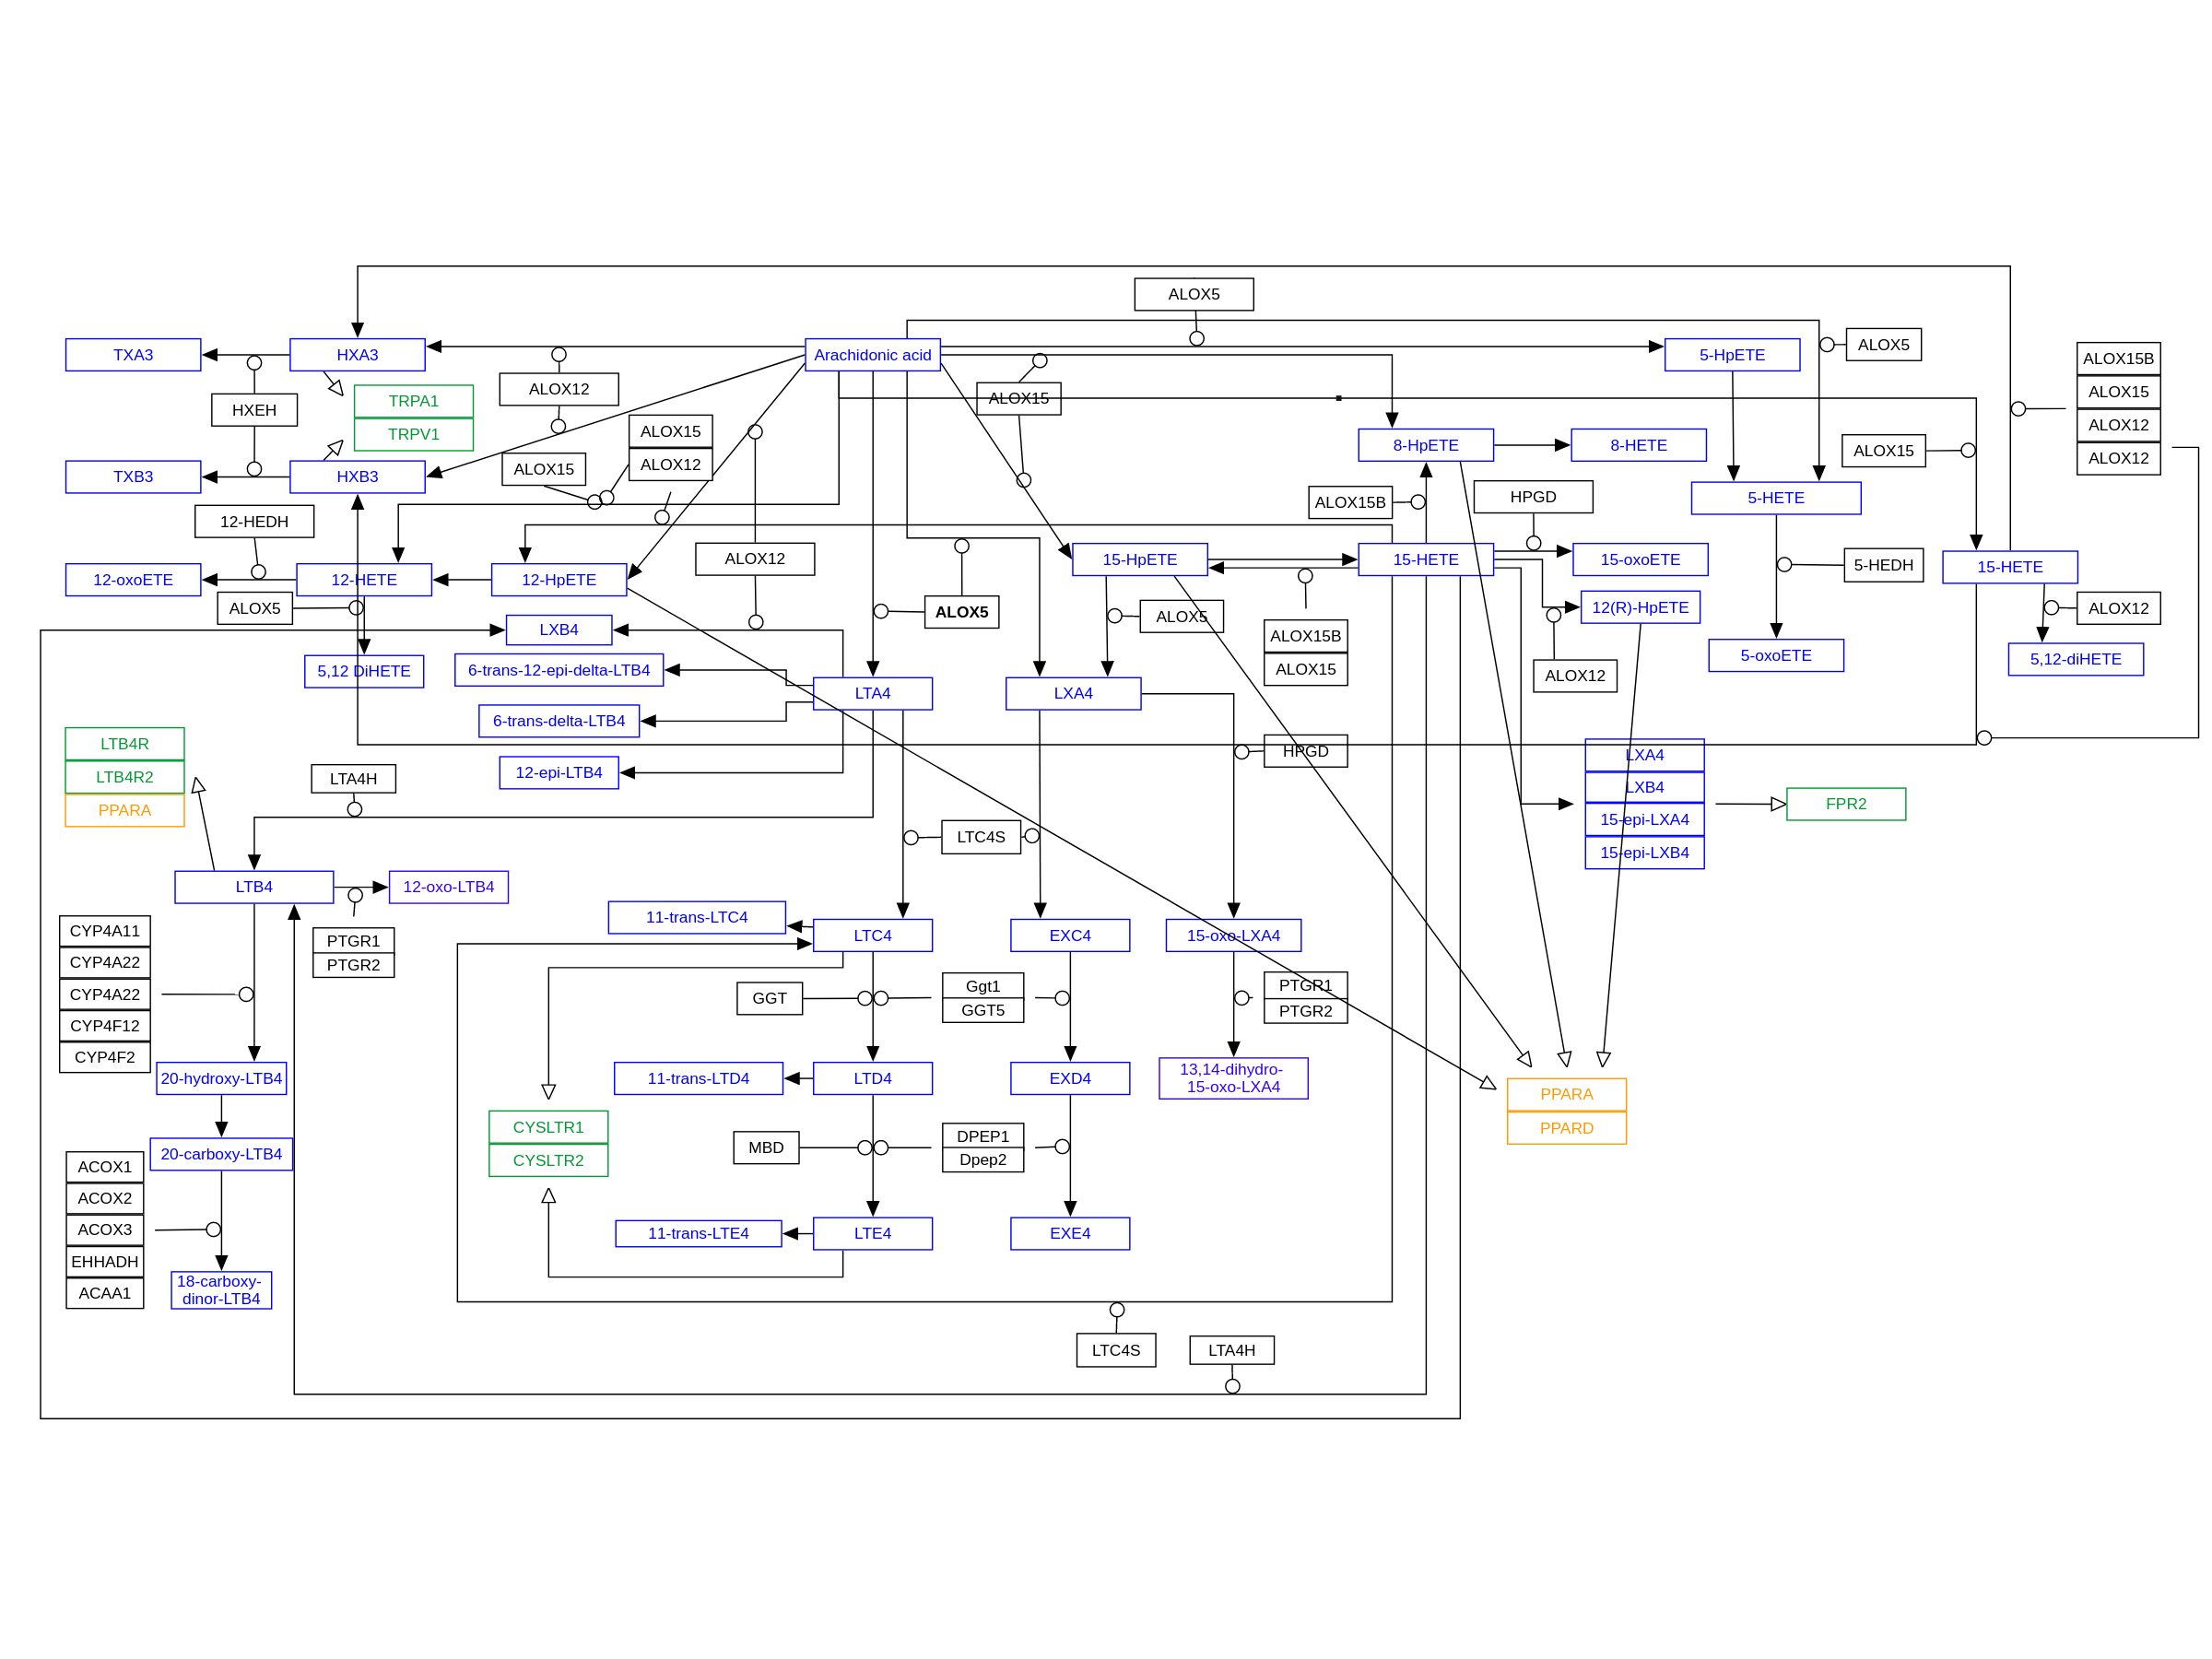 ALOX5
TXA3
HXA3
Arachidonic acid
5-HpETE
ALOX5
ALOX15B
ALOX15
ALOX12
ALOX12
TRPA1
TRPV1
HXEH
ALOX12
ALOX15
ALOX15
ALOX12
ALOX15
8-HpETE
8-HETE
ALOX15
TXB3
HXB3
ALOX15B
HPGD
5-HETE
12-HEDH
ALOX12
15-HpETE
15-HETE
15-oxoETE
5-HEDH
15-HETE
12-oxoETE
12-HETE
12-HpETE
ALOX5
ALOX5
ALOX5
12(R)-HpETE
ALOX12
LXB4
ALOX15B
ALOX15
ALOX12
5-oxoETE
5,12-diHETE
5,12 DiHETE
6-trans-12-epi-delta-LTB4
LTA4
LXA4
6-trans-delta-LTB4
LTB4R
LTB4R2
PPARA
LTA4H
12-epi-LTB4
HPGD
LXA4
LXB4
15-epi-LXA4
15-epi-LXB4
FPR2
LTC4S
LTB4
12-oxo-LTB4
11-trans-LTC4
LTC4
EXC4
15-oxo-LXA4
CYP4A11
CYP4A22
CYP4A22
CYP4F12
CYP4F2
PTGR1
PTGR2
GGT
Ggt1
GGT5
PTGR1
PTGR2
20-hydroxy-LTB4
11-trans-LTD4
LTD4
EXD4
13,14-dihydro-
15-oxo-LXA4
PPARA
PPARD
CYSLTR1
CYSLTR2
MBD
DPEP1
Dpep2
20-carboxy-LTB4
ACOX1
ACOX2
ACOX3
EHHADH
ACAA1
11-trans-LTE4
LTE4
EXE4
18-carboxy-
dinor-LTB4
LTC4S
LTA4H